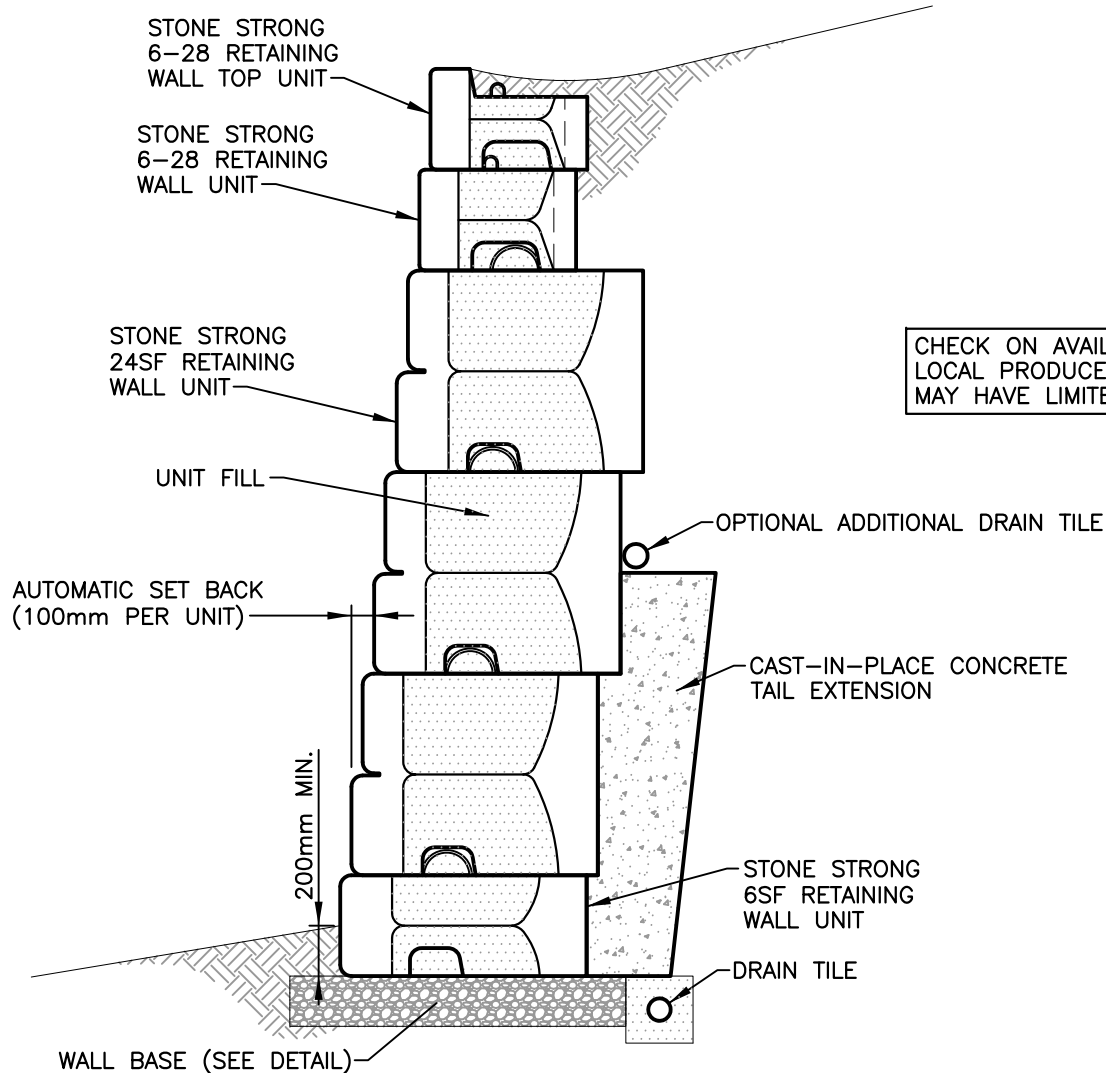 STONE STRONG
6-28 RETAINING
WALL TOP UNIT
STONE STRONG
6-28 RETAINING
WALL UNIT
STONE STRONG
24SF RETAINING
WALL UNIT
CHECK ON AVAIL
LOCAL PRODUCE
MAY HAVE LIMITE
UNIT FILL
OPTIONAL ADDITIONAL DRAIN TILE
AUTOMATIC SET BACK
(100mm PER UNIT)
CAST-IN-PLACE CONCRETE
TAIL EXTENSION
200mm MIN.
STONE STRONG
6SF RETAINING
WALL UNIT
DRAIN TILE
WALL BASE (SEE DETAIL)